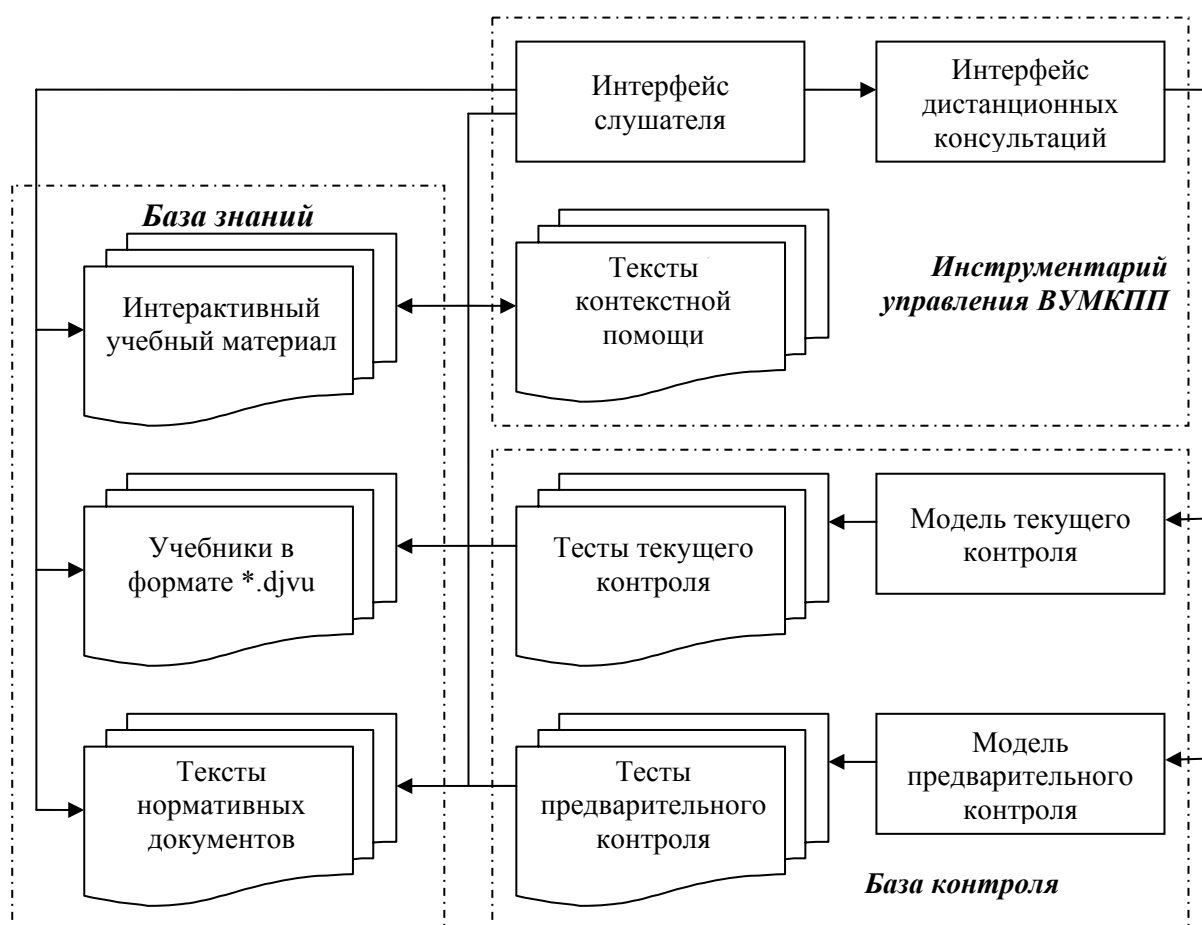 Интерфейс
слушателя
Интерфейс
дистанционных
консультаций
База знаний
Интерактивный
учебный материал
Тексты
контекстной
помощи
Инструментарий
управления ВУМКПП
Учебники в
формате *.djvu
Тесты текущего
контроля
Модель текущего
контроля
Тексты
нормативных
документов
Тесты
предварительного
контроля
Модель
предварительного
контроля
База контроля